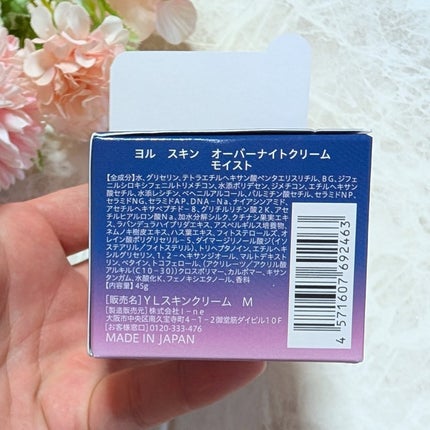 ヨル スキン オーバーナイトクリーム
モイスト
【全成分】水、グリセリン、テトラエチルヘキサン酸ペンタエリスリチル、BG、ジフェ
ニルシロキシフェニルトリメチコン、水添ポリデセン、ジメチコン、エチルヘキサン
酸セチル、水添レシチン、ベヘニルアルコール、パルミチン酸セチル、セラミドNP、
セラミドNG、セラミドAP、DNA-Na、ナイアシンアミド、
アセチルヘキサペプチド-8、グリチルリチン酸2K、アセ
チルヒアルロン酸Na、加水分解シルク、クチナシ果実エキ
ス、ラバンデュラハイブリダエキス、アスペルギルス培養物、
ネムノキ樹皮エキス、ハス葉エキス、フィトステロールズ、オ
レイン酸ポリグリセリル-5、ダイマージリノール酸ジ(イソ
ステアリル/フィトステリル)、トリヘプタノイン、エチルヘキ
シルグリセリン、1,2-ヘキサンジオール、マルトデキスト
リン、ベタイン、トコフェロール、(アクリレーツ/アクリル酸
アルキル(C10-30))クロスポリマー、カルボマー、キサン
タンガム、水酸化K、フェノキシエタノール、香料
【内容量】45g
[販売名]YLスキンクリーム M
[製造販売元]株式会社I-ne
大阪市中央区南久宝寺町4-1-2御堂筋ダイビル10F
[お客様窓口]0120-333-476
MADE IN JAPAN
4 571607 692463